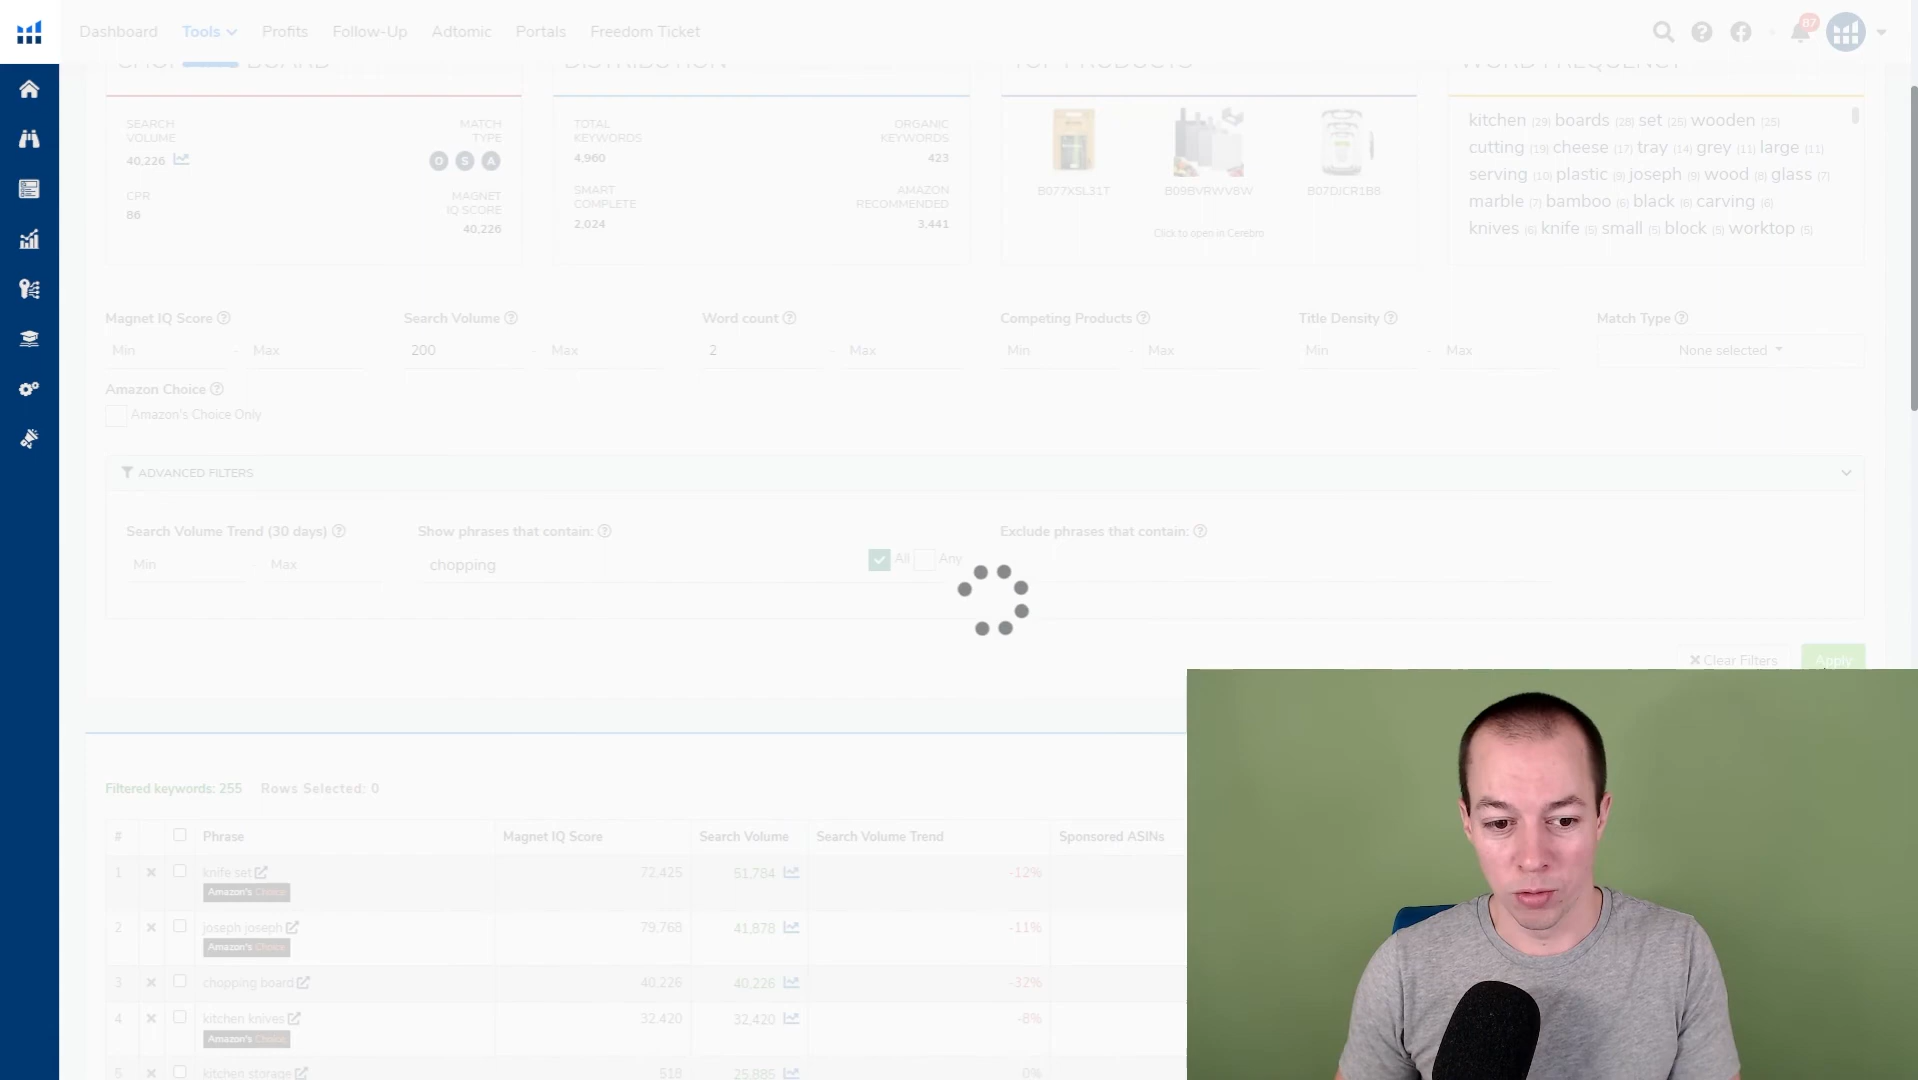 Dashboard Tools Profits Follow-Up Adtomic Portals Freedom Ticket 87
SEARCH VOLUME
40,226
MATCH TYPE
O S A
CPR
86
MAGNET IQ SCORE
40,226
TOTAL KEYWORDS
4,960
ORGANIC KEYWORDS
423
SMART COMPLETE
2,024
AMAZON RECOMMENDED
3,441
B077XSL31T B09BVRWV8W B07DJCR1B8
Click to open in Cerebro
kitchen (29) boards (28) set (25) wooden (25)
cutting (19) cheese (17) tray (14) grey (11) large (11)
serving (10) plastic (9) joseph (9) wood (8) glass (7)
marble (7) bamboo (6) black (6) carving (6)
knives (6) knife (5) small (5) block (5) worktop (5)
Magnet IQ Score Search Volume Word count Competing Products Title Density Match Type
Min - Max 200 - Max 2 - Max Min - Max Min - Max None selected
Amazon Choice
Amazon's Choice Only
ADVANCED FILTERS
Search Volume Trend (30 days) Show phrases that contain: Exclude phrases that contain:
Min Max chopping All Any
Clear Filters Apply
Filtered keywords: 255 Rows Selected: 0
# Phrase Magnet IQ Score Search Volume Search Volume Trend Sponsored ASINs
1 knife set 72,425 51,784 -12%
Amazon's Choice
2 joseph joseph 79,768 41,878 -11%
Amazon's Choice
3 chopping board 40,226 40,226 -32%
4 kitchen knives 32,420 32,420 -8%
Amazon's Choice
5 kitchen storage 518 25,885 0%